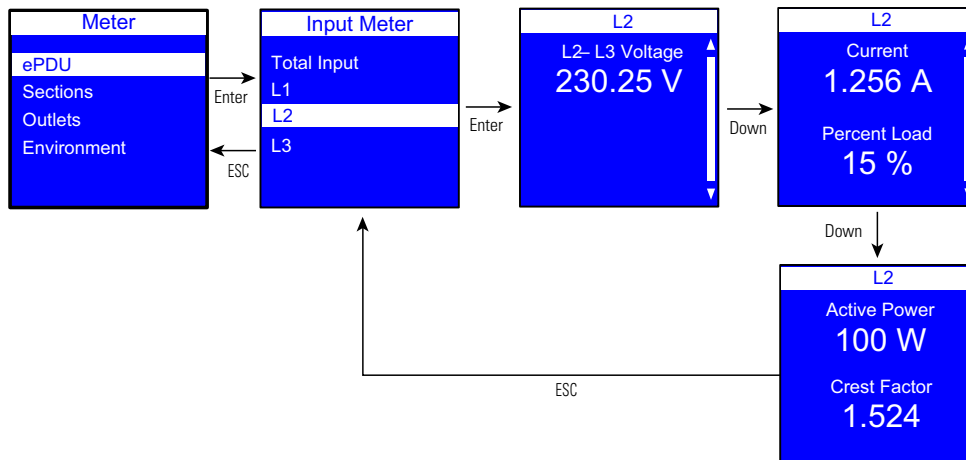 Meter
ePDU
Sections
Outlets
Environment
Enter
ESC
Input Meter
Total Input
L1
L2
L3
Enter
L2
L2– L3 Voltage
230.25 V
Down
L2
Current
1.256 A
Percent Load
15 %
Down
L2
Active Power
100 W
Crest Factor
1.524
ESC